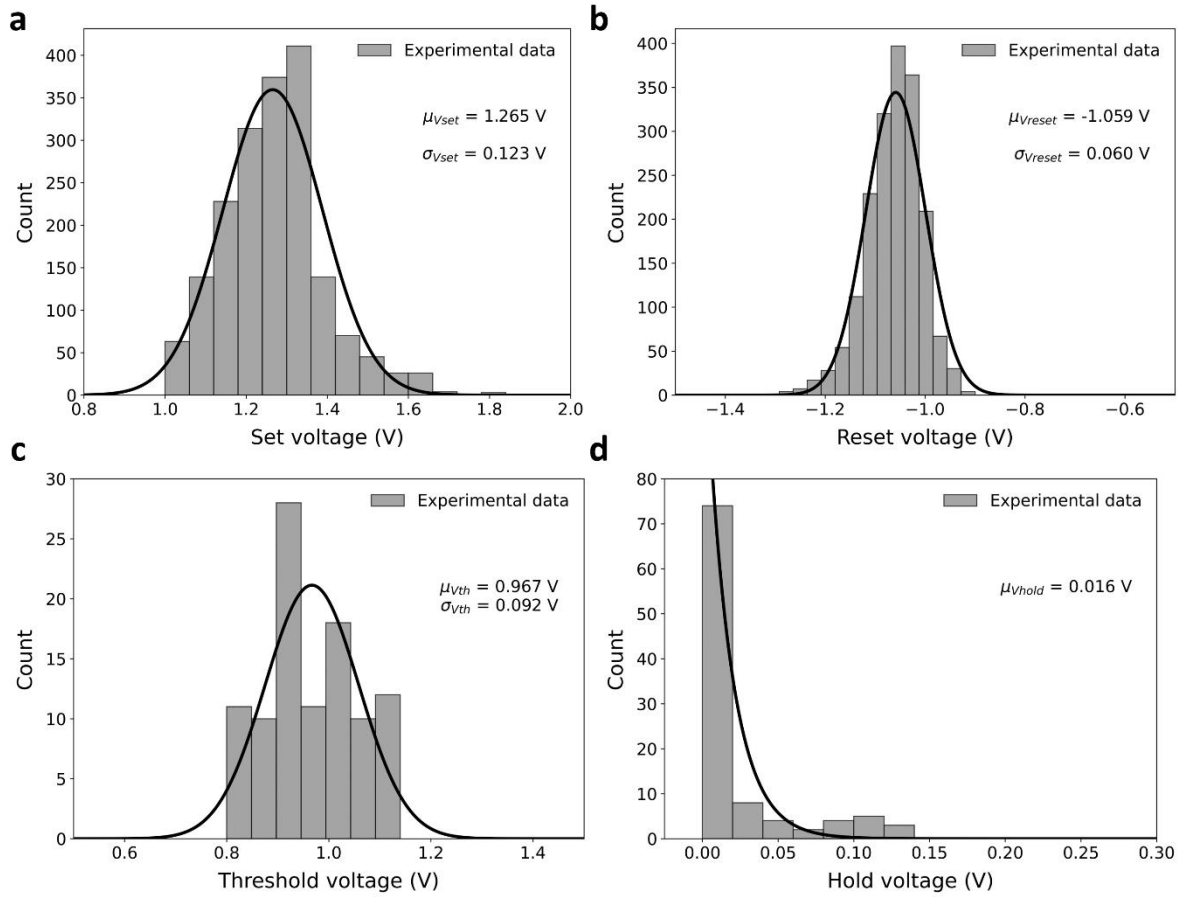 a
Experimental data
μVset = 1.265 V
σVset = 0.123 V
400
350
300
250
200
150
100
50
0
Count
0.8 1.0 1.2 1.4 1.6 1.8 2.0
Set voltage (V)
b
Experimental data
μVreset = -1.059 V
σVreset = 0.060 V
400
350
300
250
200
150
100
50
0
Count
−1.4 −1.2 −1.0 −0.8 −0.6
Reset voltage (V)
c
Experimental data
μVth = 0.967 V
σVth = 0.092 V
30
25
20
15
10
5
0
Count
0.6 0.8 1.0 1.2 1.4
Threshold voltage (V)
d
Experimental data
μVhold = 0.016 V
80
70
60
50
40
30
20
10
0
Count
0.00 0.05 0.10 0.15 0.20 0.25 0.30
Hold voltage (V)